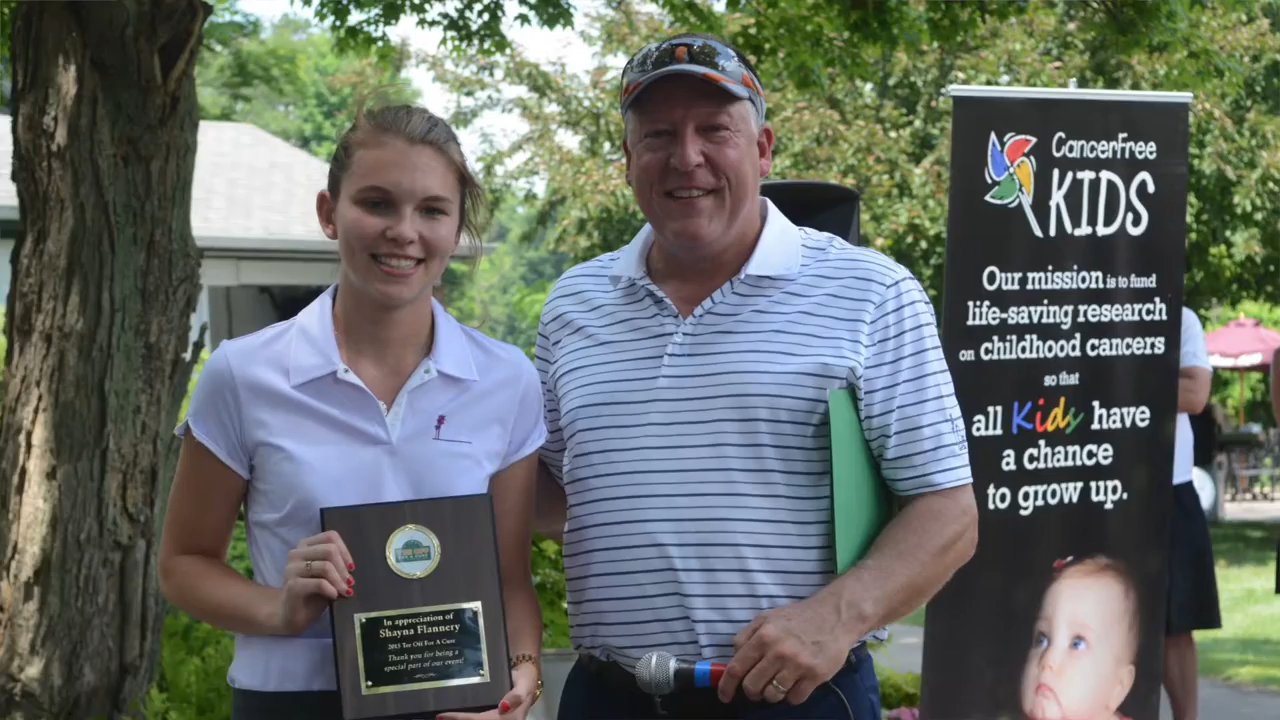 CancerFree
KIDS
Our mission is to fund
life-saving research
on childhood cancers
so that
all Kids have
a chance
to grow up.
In appreciation of
Shayna Flannery
2015 Tee Off For A Cure
Thank you for being a
special part of our event!